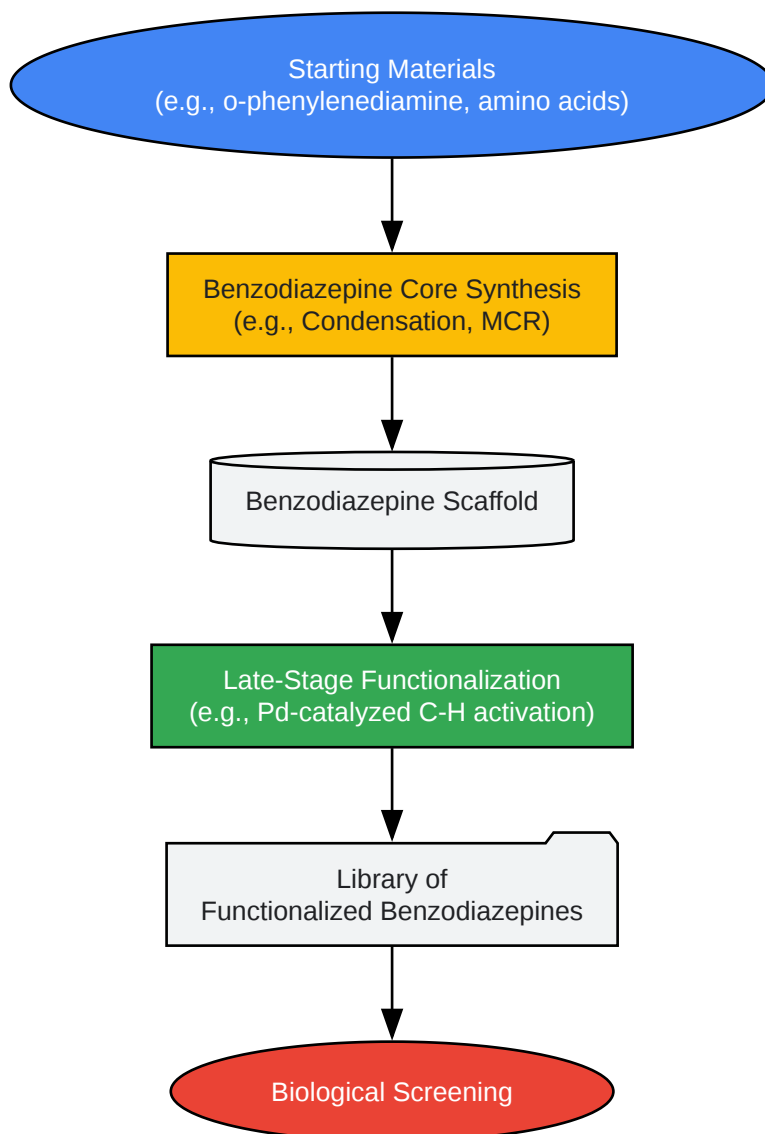 Starting Materials
(e.g., o-phenylenediamine, amino acids)
Benzodiazepine Core Synthesis
(e.g., Condensation, MCR)
Benzodiazepine Scaffold
Late-Stage Functionalization
(e.g., Pd-catalyzed C-H activation)
Library of
Functionalized Benzodiazepines
Biological Screening